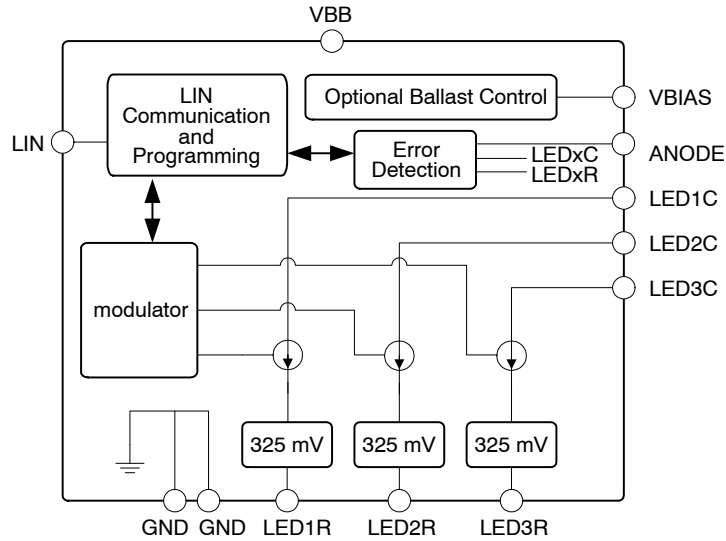 VBB
LIN
Communication
and
Programming
Optional Ballast Control
VBIAS
LIN
Error
Detection
ANODE
LEDxC
LEDxR
LED1C
LED2C
LED3C
modulator
325 mV
325 mV
325 mV
GND
GND
LED1R
LED2R
LED3R